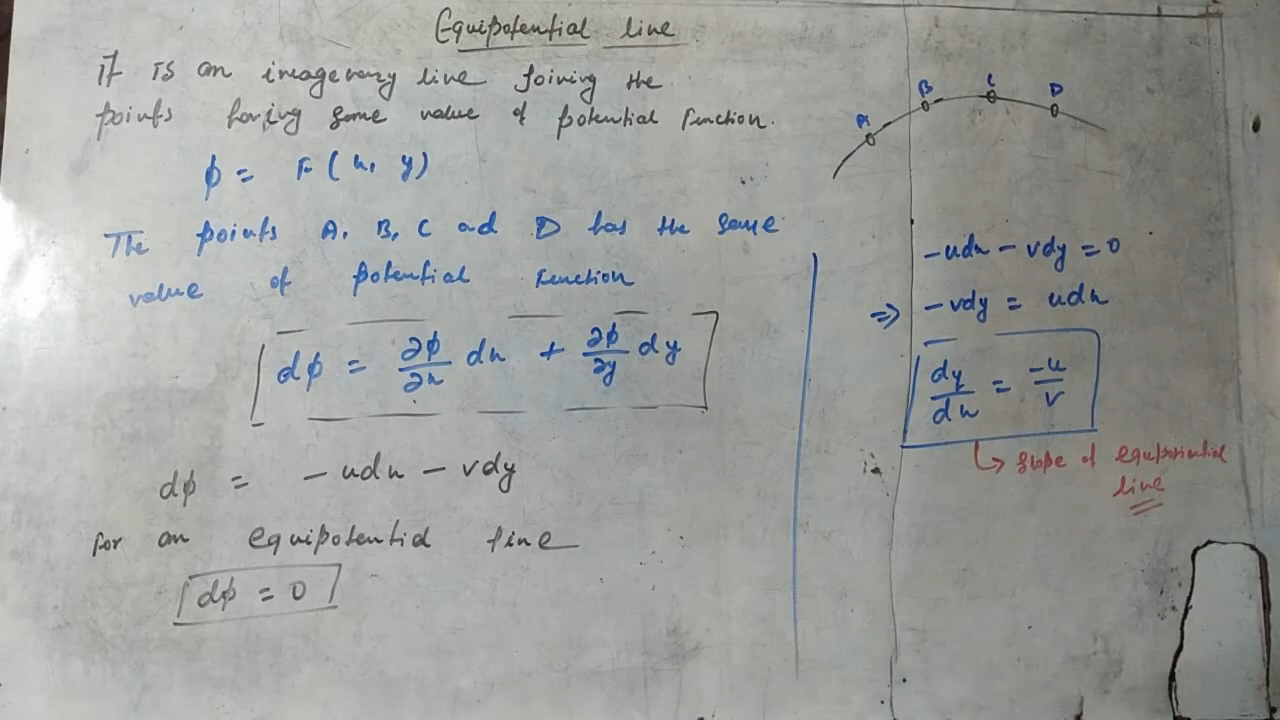 Equipotential line
It is an imagenary line Joining the
points having same value of potential Function.
ϕ = F(x, y)
The points A, B, C and D has the same
value of potential Function
dϕ = ∂ϕ/∂x dx + ∂ϕ/∂y dy
dϕ = -udx - vdy
For an equipotential line
dϕ = 0
A B C D
-udx - vdy = 0
⇒ -vdy = udx
dy/dx = -u/v
↳ slope of equipotential
line